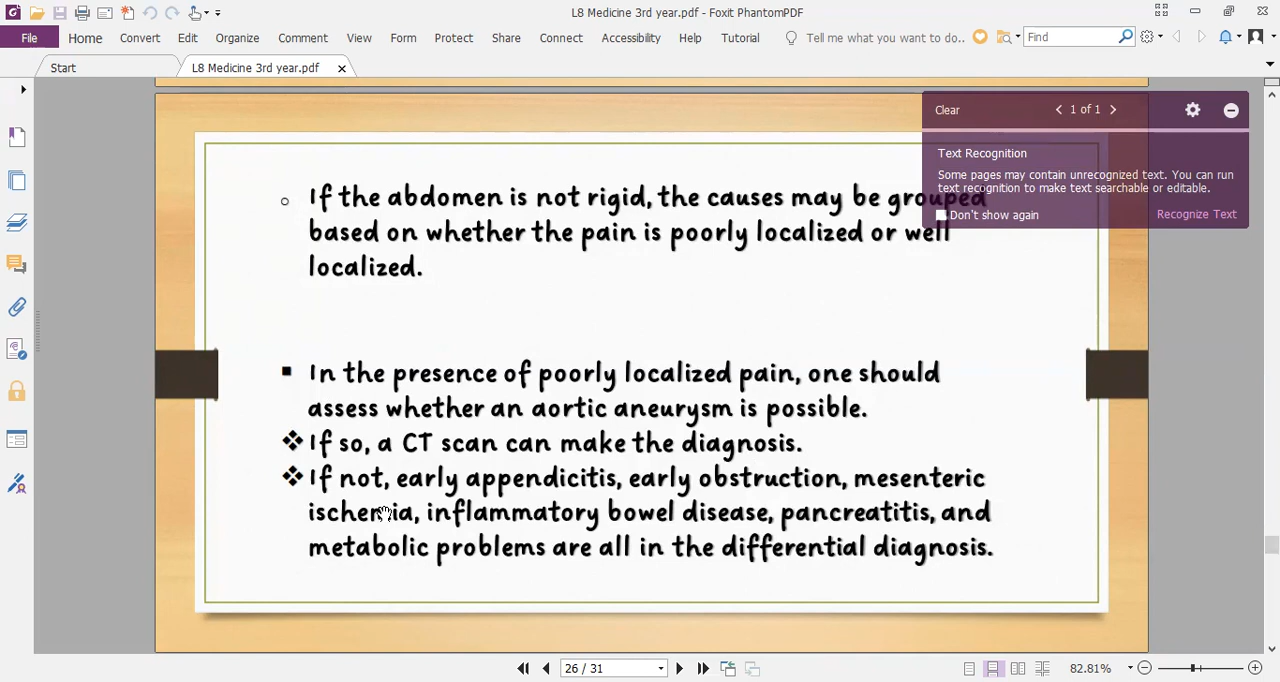 L8 Medicine 3rd year.pdf - Foxit PhantomPDF
File Home Convert Edit Organize Comment View Form Protect Share Connect Accessibility Help Tutorial Tell me what you want to do.. Find
Start L8 Medicine 3rd year.pdf
Clear 1 of 1
Text Recognition
Some pages may contain unrecognized text. You can run
text recognition to make text searchable or editable.
Don't show again Recognize Text
If the abdomen is not rigid, the causes may be grouped
based on whether the pain is poorly localized or well
localized.
In the presence of poorly localized pain, one should
assess whether an aortic aneurysm is possible.
If so, a CT scan can make the diagnosis.
If not, early appendicitis, early obstruction, mesenteric
ischemia, inflammatory bowel disease, pancreatitis, and
metabolic problems are all in the differential diagnosis.
26 / 31 82.81%